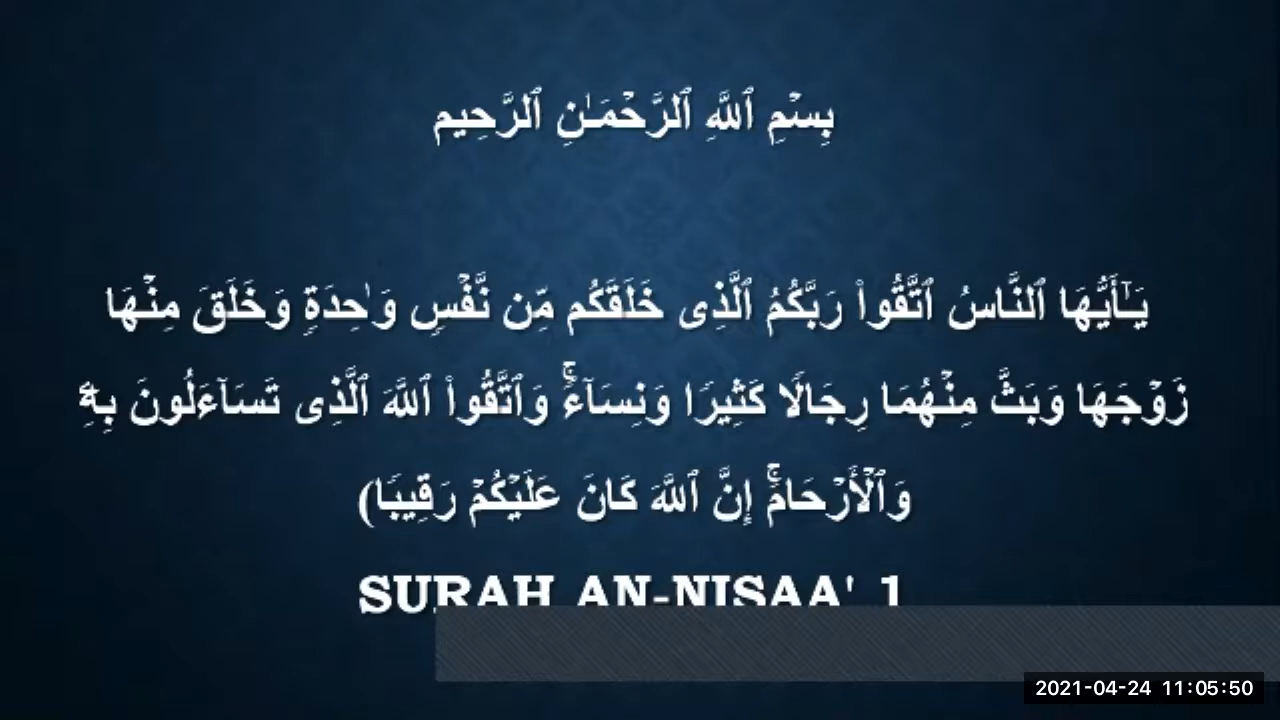 بِسْمِ ٱللَّهِ ٱلرَّحْمَـٰنِ ٱلرَّحِيم
يَـٰٓأَيُّهَا ٱلنَّاسُ ٱتَّقُوا۟ رَبَّكُمُ ٱلَّذِى خَلَقَكُم مِّن نَّفْسٍ وَٰحِدَةٍ وَخَلَقَ مِنْهَا
زَوْجَهَا وَبَثَّ مِنْهُمَا رِجَالًا كَثِيرًا وَنِسَآءً ۚ وَٱتَّقُوا۟ ٱللَّهَ ٱلَّذِى تَسَآءَلُونَ بِهِۦ
وَٱلْأَرْحَامَ ۚ إِنَّ ٱللَّهَ كَانَ عَلَيْكُمْ رَقِيبًا)
SURAH AN-NISAA' 1
2021-04-24 11:05:50